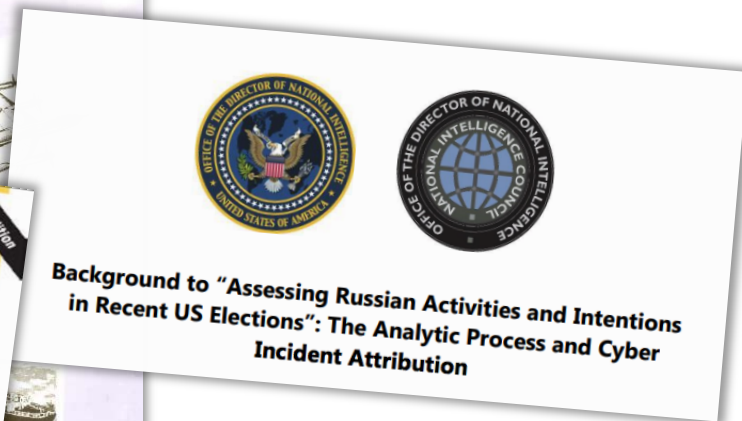 OFFICE OF THE DIRECTOR OF NATIONAL INTELLIGENCE
UNITED STATES OF AMERICA
OFFICE OF THE DIRECTOR OF NATIONAL INTELLIGENCE
NATIONAL INTELLIGENCE COUNCIL
Background to “Assessing Russian Activities and Intentions
in Recent US Elections”: The Analytic Process and Cyber
Incident Attribution